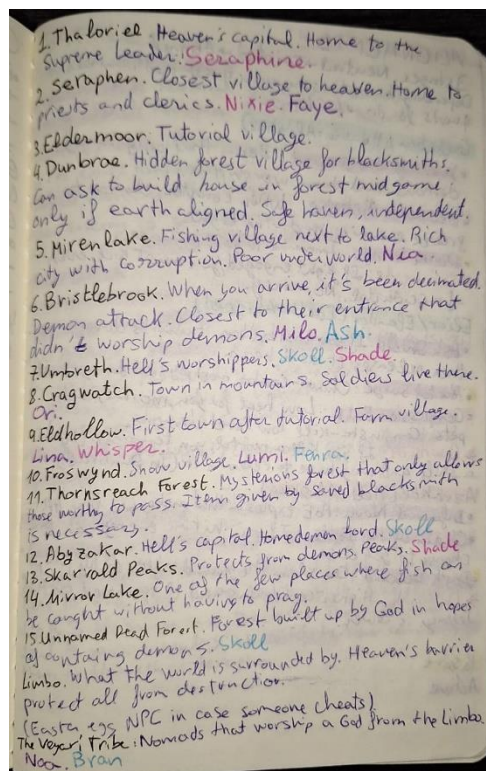 1. Thaloriel. Heaven's capital. Home to the
Supreme Leader. Seraphine.
2. Seraphen. Closest village to heaven. Home to
priests and clerics. Nixie. Faye.
3. Eldermoor. Tutorial village.
4. Dunbrae. Hidden forest village for blacksmiths.
Can ask to build house in forest midgame
only if earth aligned. Safe haven, independent.
5. Mirenlake. Fishing village next to lake. Rich
city with corruption. Poor underworld. Nia.
6. Bristlebrook. When you arrive, it's been decimated.
Demon attack. Closest to their entrance that
didn't worship demons. Milo. Ash.
7. Umbreth. Hell's worshippers. Skoll. Shade.
8. Cragwatch. Town in mountains. Soldiers live there.
Ori.
9. Eldhollow. First town after tutorial. Farm village.
Lina. Whisper.
10. Froswynd. Snow village. Lumi. Fenra.
11. Thornsreach Forest. Mysterious forest that only allows
those worthy to pass. Item given by saved blacksmith
is necessary.
12. Abyzakar. Hell's capital. Home demon Lord. Skoll
13. Skarvald Peaks. Protects from demons. Peaks. Shade
14. Mirror Lake. One of the few places where fish can
be caught without having to pray.
15. Unnamed Dead Forest. Forest built up by God in hopes
of containg demons. Skoll
Limbo. What the world is surrounded by. Heaven's barrier
protect all from destruction.
(Easter egg NPC in case someone cheats)
The Veyari Tribe: Nomads that worship a God from the Limbo.
Noa. Bran